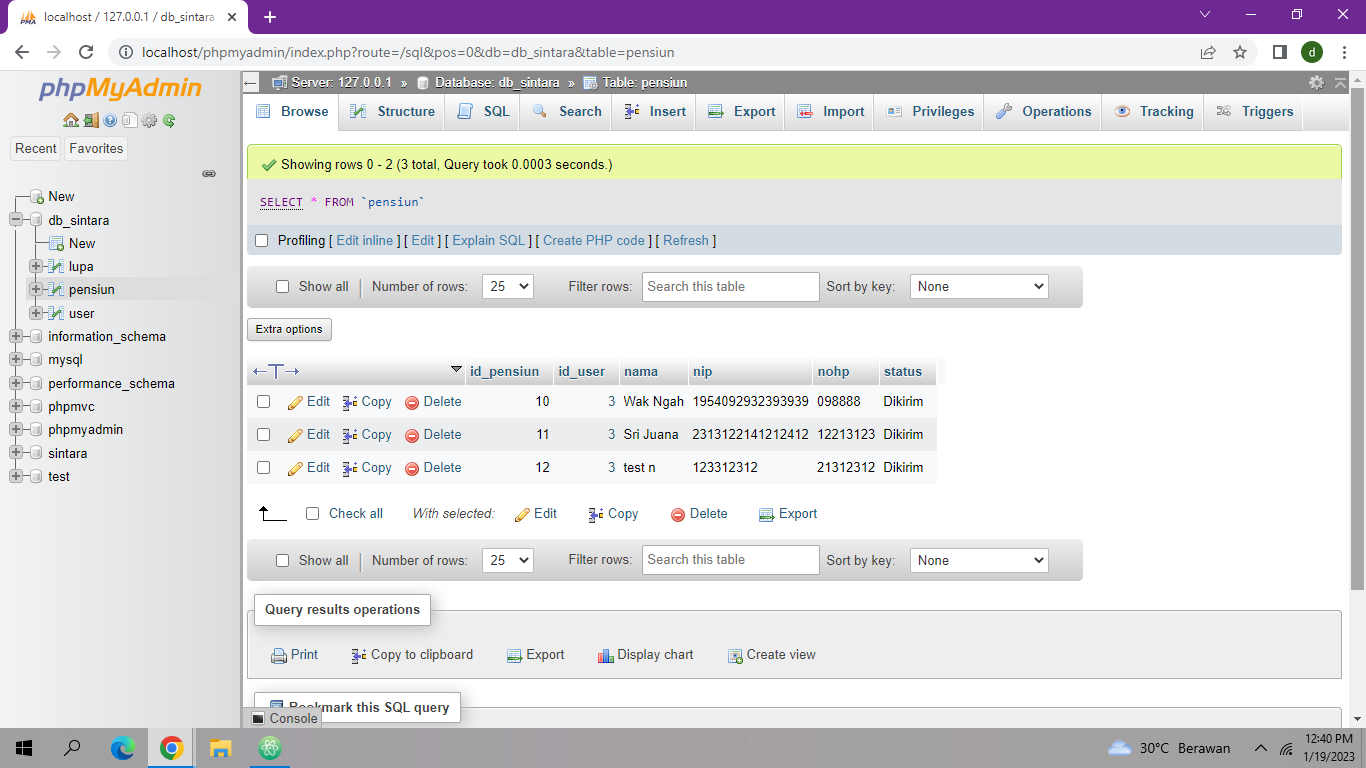 localhost / 127.0.0.1 / db_sintara
localhost/phpmyadmin/index.php?route=/sql&pos=0&db=db_sintara&table=pensiun
d
phpMyAdmin
Recent Favorites
New
db_sintara
New
lupa
pensiun
user
information_schema
mysql
performance_schema
phpmvc
phpmyadmin
sintara
test
Server: 127.0.0.1 » Database: db_sintara » Table: pensiun
Browse Structure SQL Search Insert Export Import Privileges Operations Tracking Triggers
Showing rows 0 - 2 (3 total, Query took 0.0003 seconds.)
SELECT * FROM `pensiun`
Profiling [ Edit inline ] [ Edit ] [ Explain SQL ] [ Create PHP code ] [ Refresh ]
Show all Number of rows: 25 Filter rows: Search this table Sort by key: None
Extra options
id_pensiun id_user nama nip nohp status
Edit Copy Delete 10 3 Wak Ngah 1954092932393939 098888 Dikirim
Edit Copy Delete 11 3 Sri Juana 2313122141212412 12213123 Dikirim
Edit Copy Delete 12 3 test n 123312312 21312312 Dikirim
Check all With selected: Edit Copy Delete Export
Show all Number of rows: 25 Filter rows: Search this table Sort by key: None
Query results operations
Print Copy to clipboard Export Display chart Create view
Bookmark this SQL query
Console
30°C Berawan
12:40 PM
1/19/2023